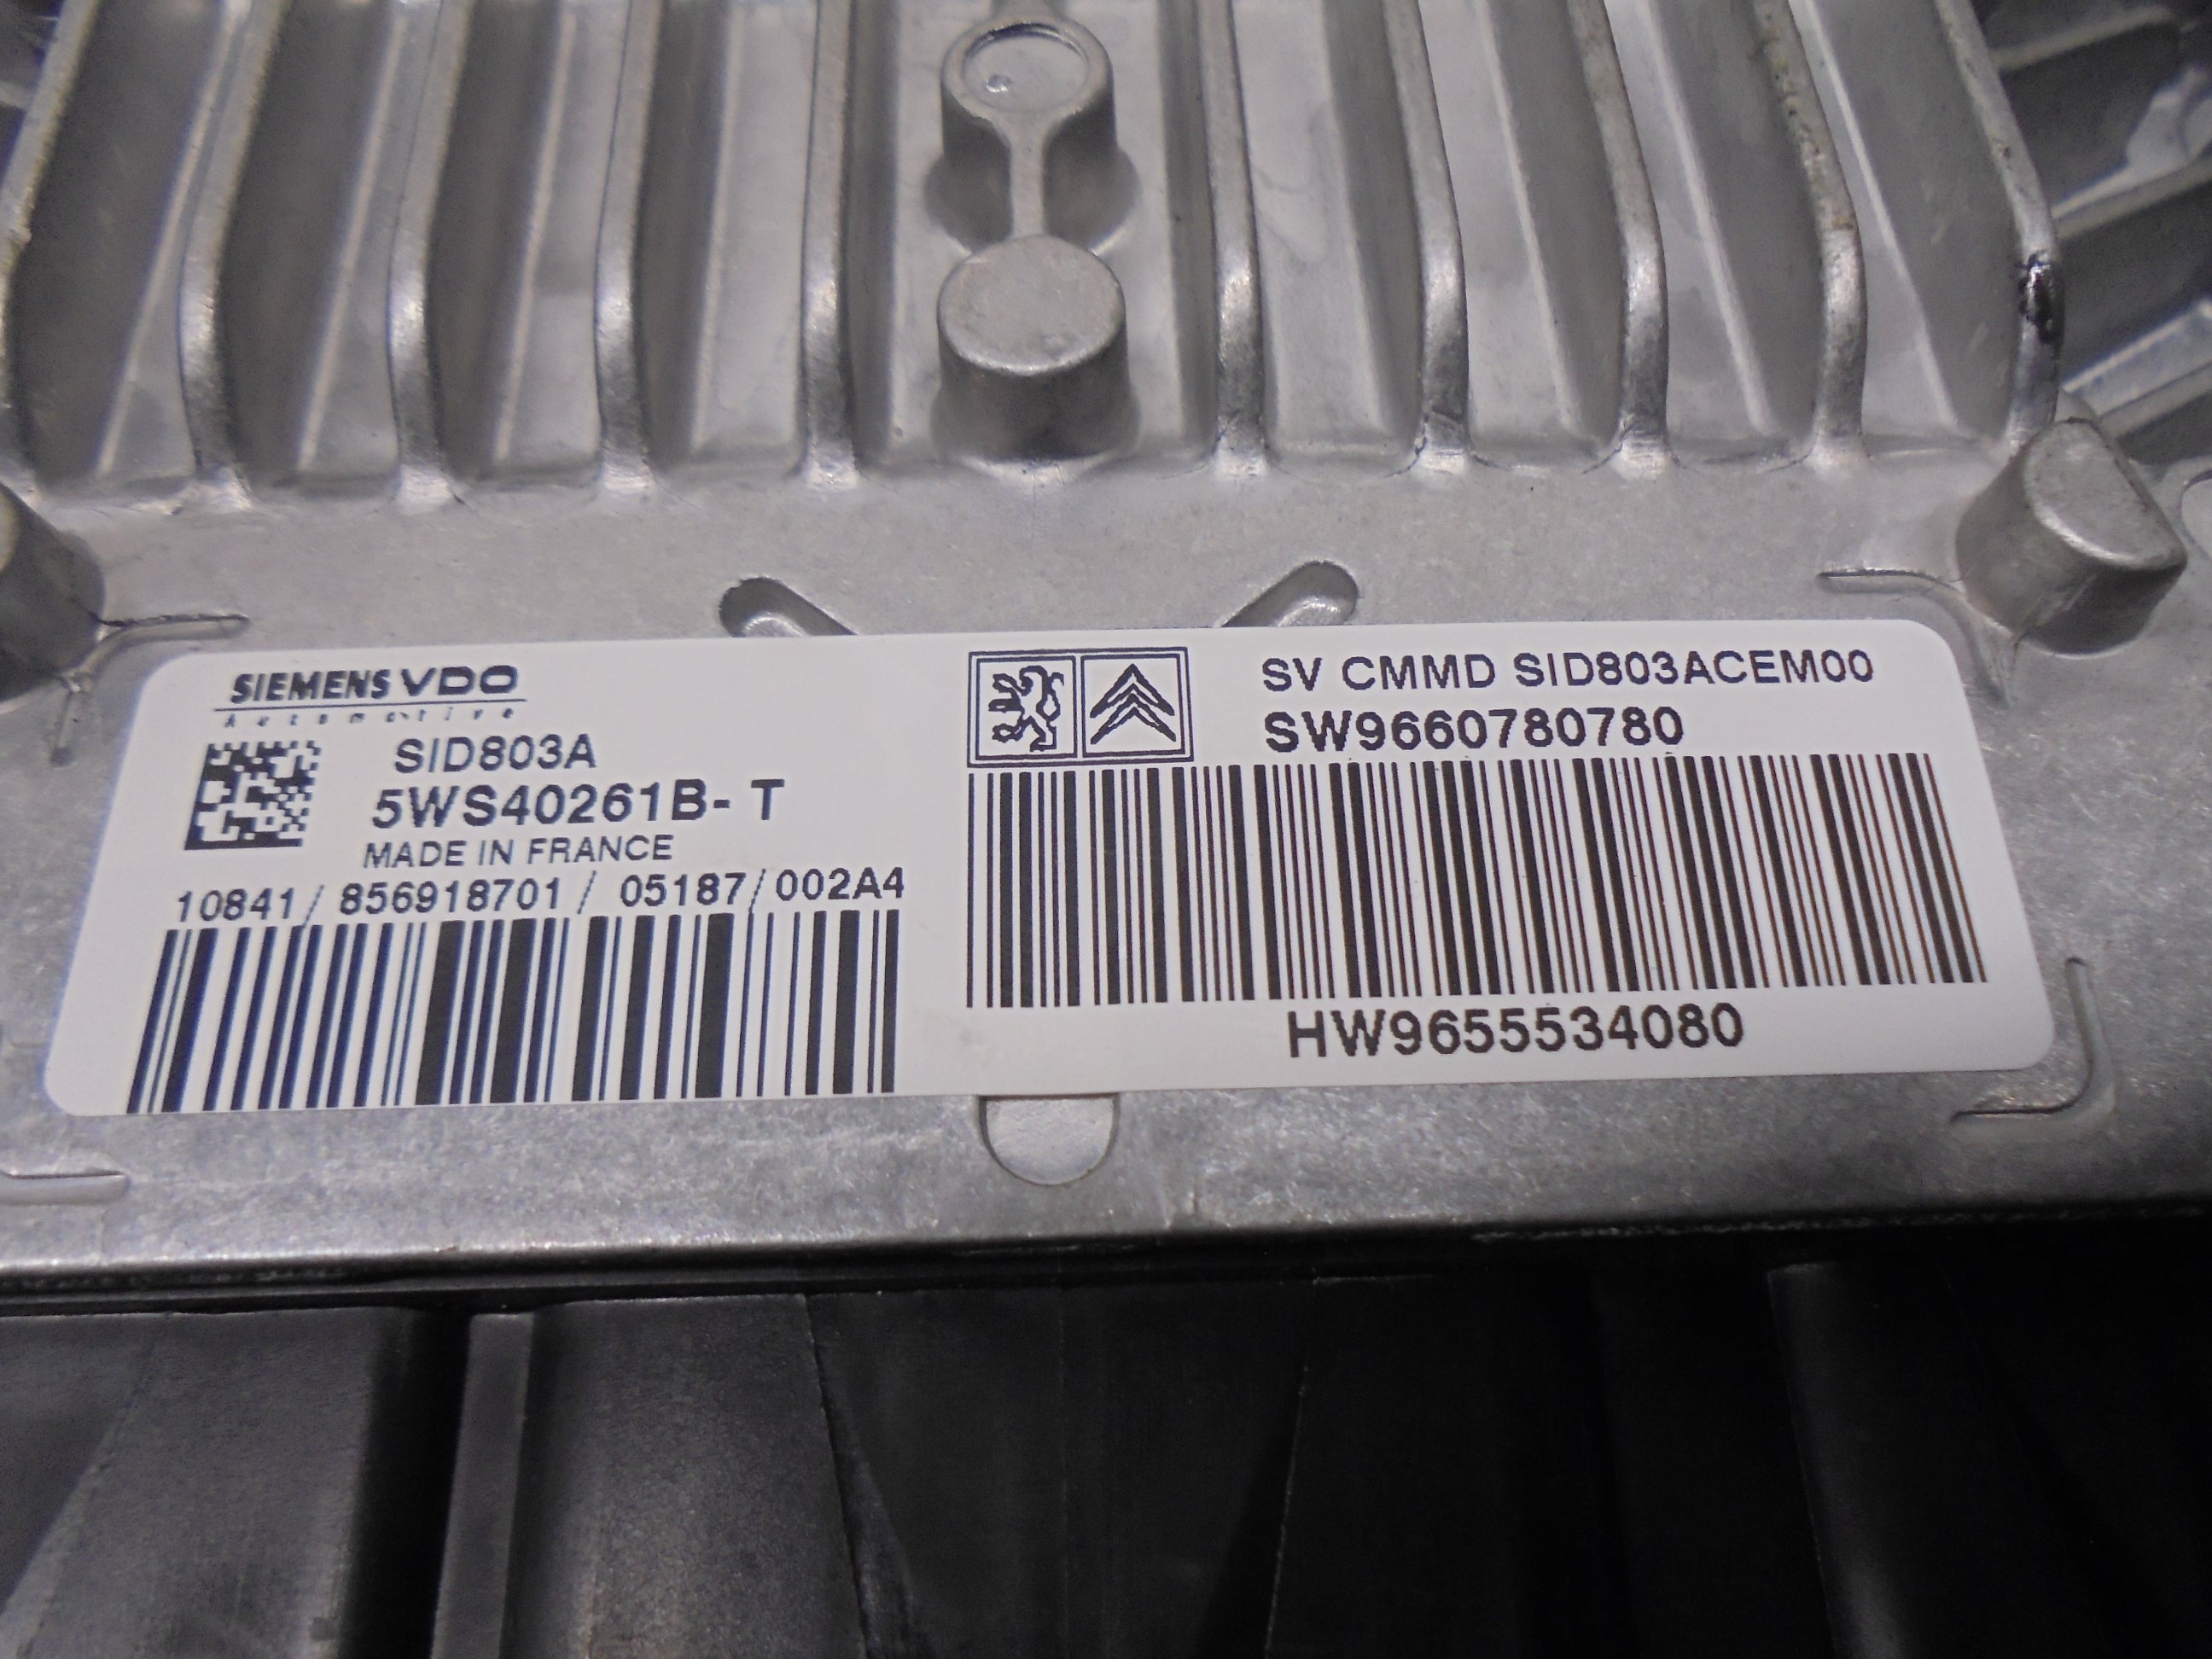 SIEMENS VDO
Automotive
SID803A
5WS40261B- T
MADE IN FRANCE
10841/ 856918701 / 05187/002A4
SV CMMD SID803ACEM00
SW9660780780
HW9655534080